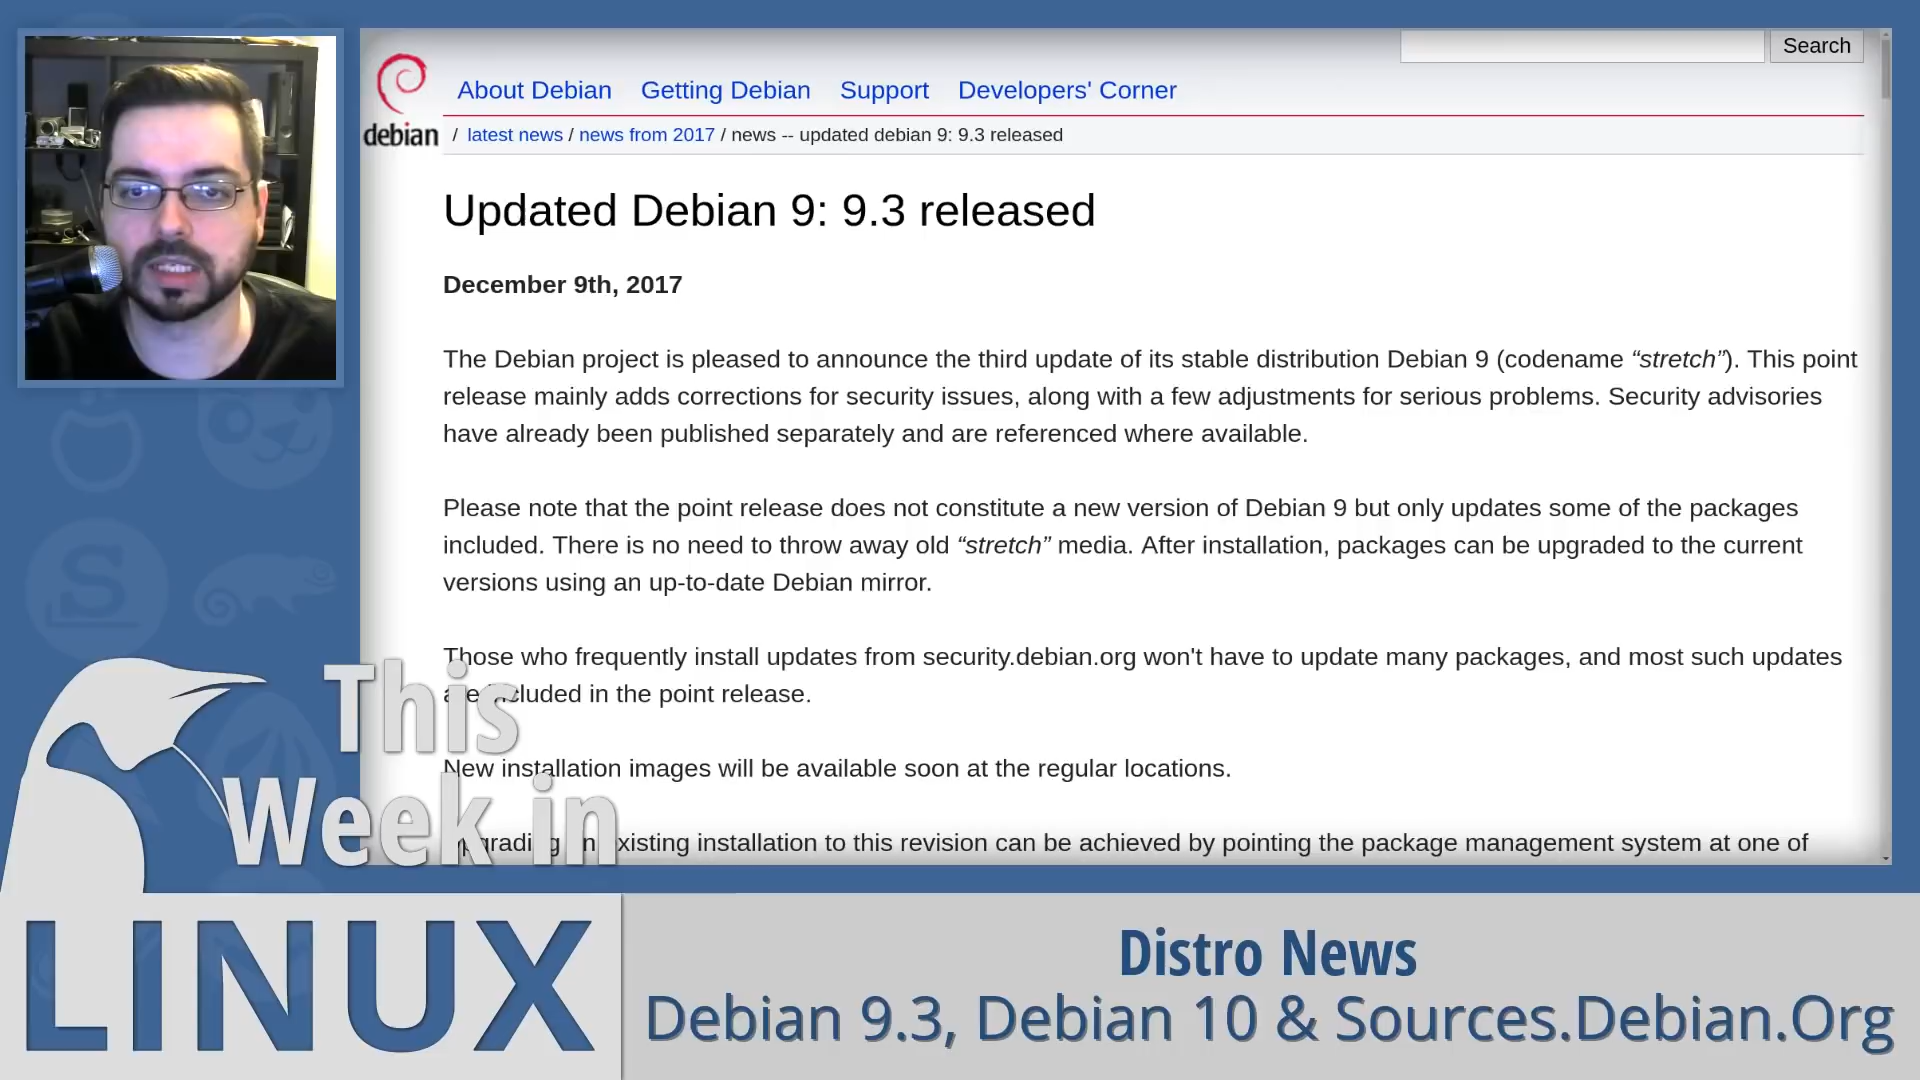 Search
debian
About Debian Getting Debian Support Developers' Corner
/ latest news / news from 2017 / news -- updated debian 9: 9.3 released
Updated Debian 9: 9.3 released
December 9th, 2017
The Debian project is pleased to announce the third update of its stable distribution Debian 9 (codename “stretch”). This point
release mainly adds corrections for security issues, along with a few adjustments for serious problems. Security advisories
have already been published separately and are referenced where available.
Please note that the point release does not constitute a new version of Debian 9 but only updates some of the packages
included. There is no need to throw away old “stretch” media. After installation, packages can be upgraded to the current
versions using an up-to-date Debian mirror.
Those who frequently install updates from security.debian.org won't have to update many packages, and most such updates
are included in the point release.
New installation images will be available soon at the regular locations.
Upgrading an existing installation to this revision can be achieved by pointing the package management system at one of
This
Week in
LINUX
Distro News
Debian 9.3, Debian 10 & Sources.Debian.Org